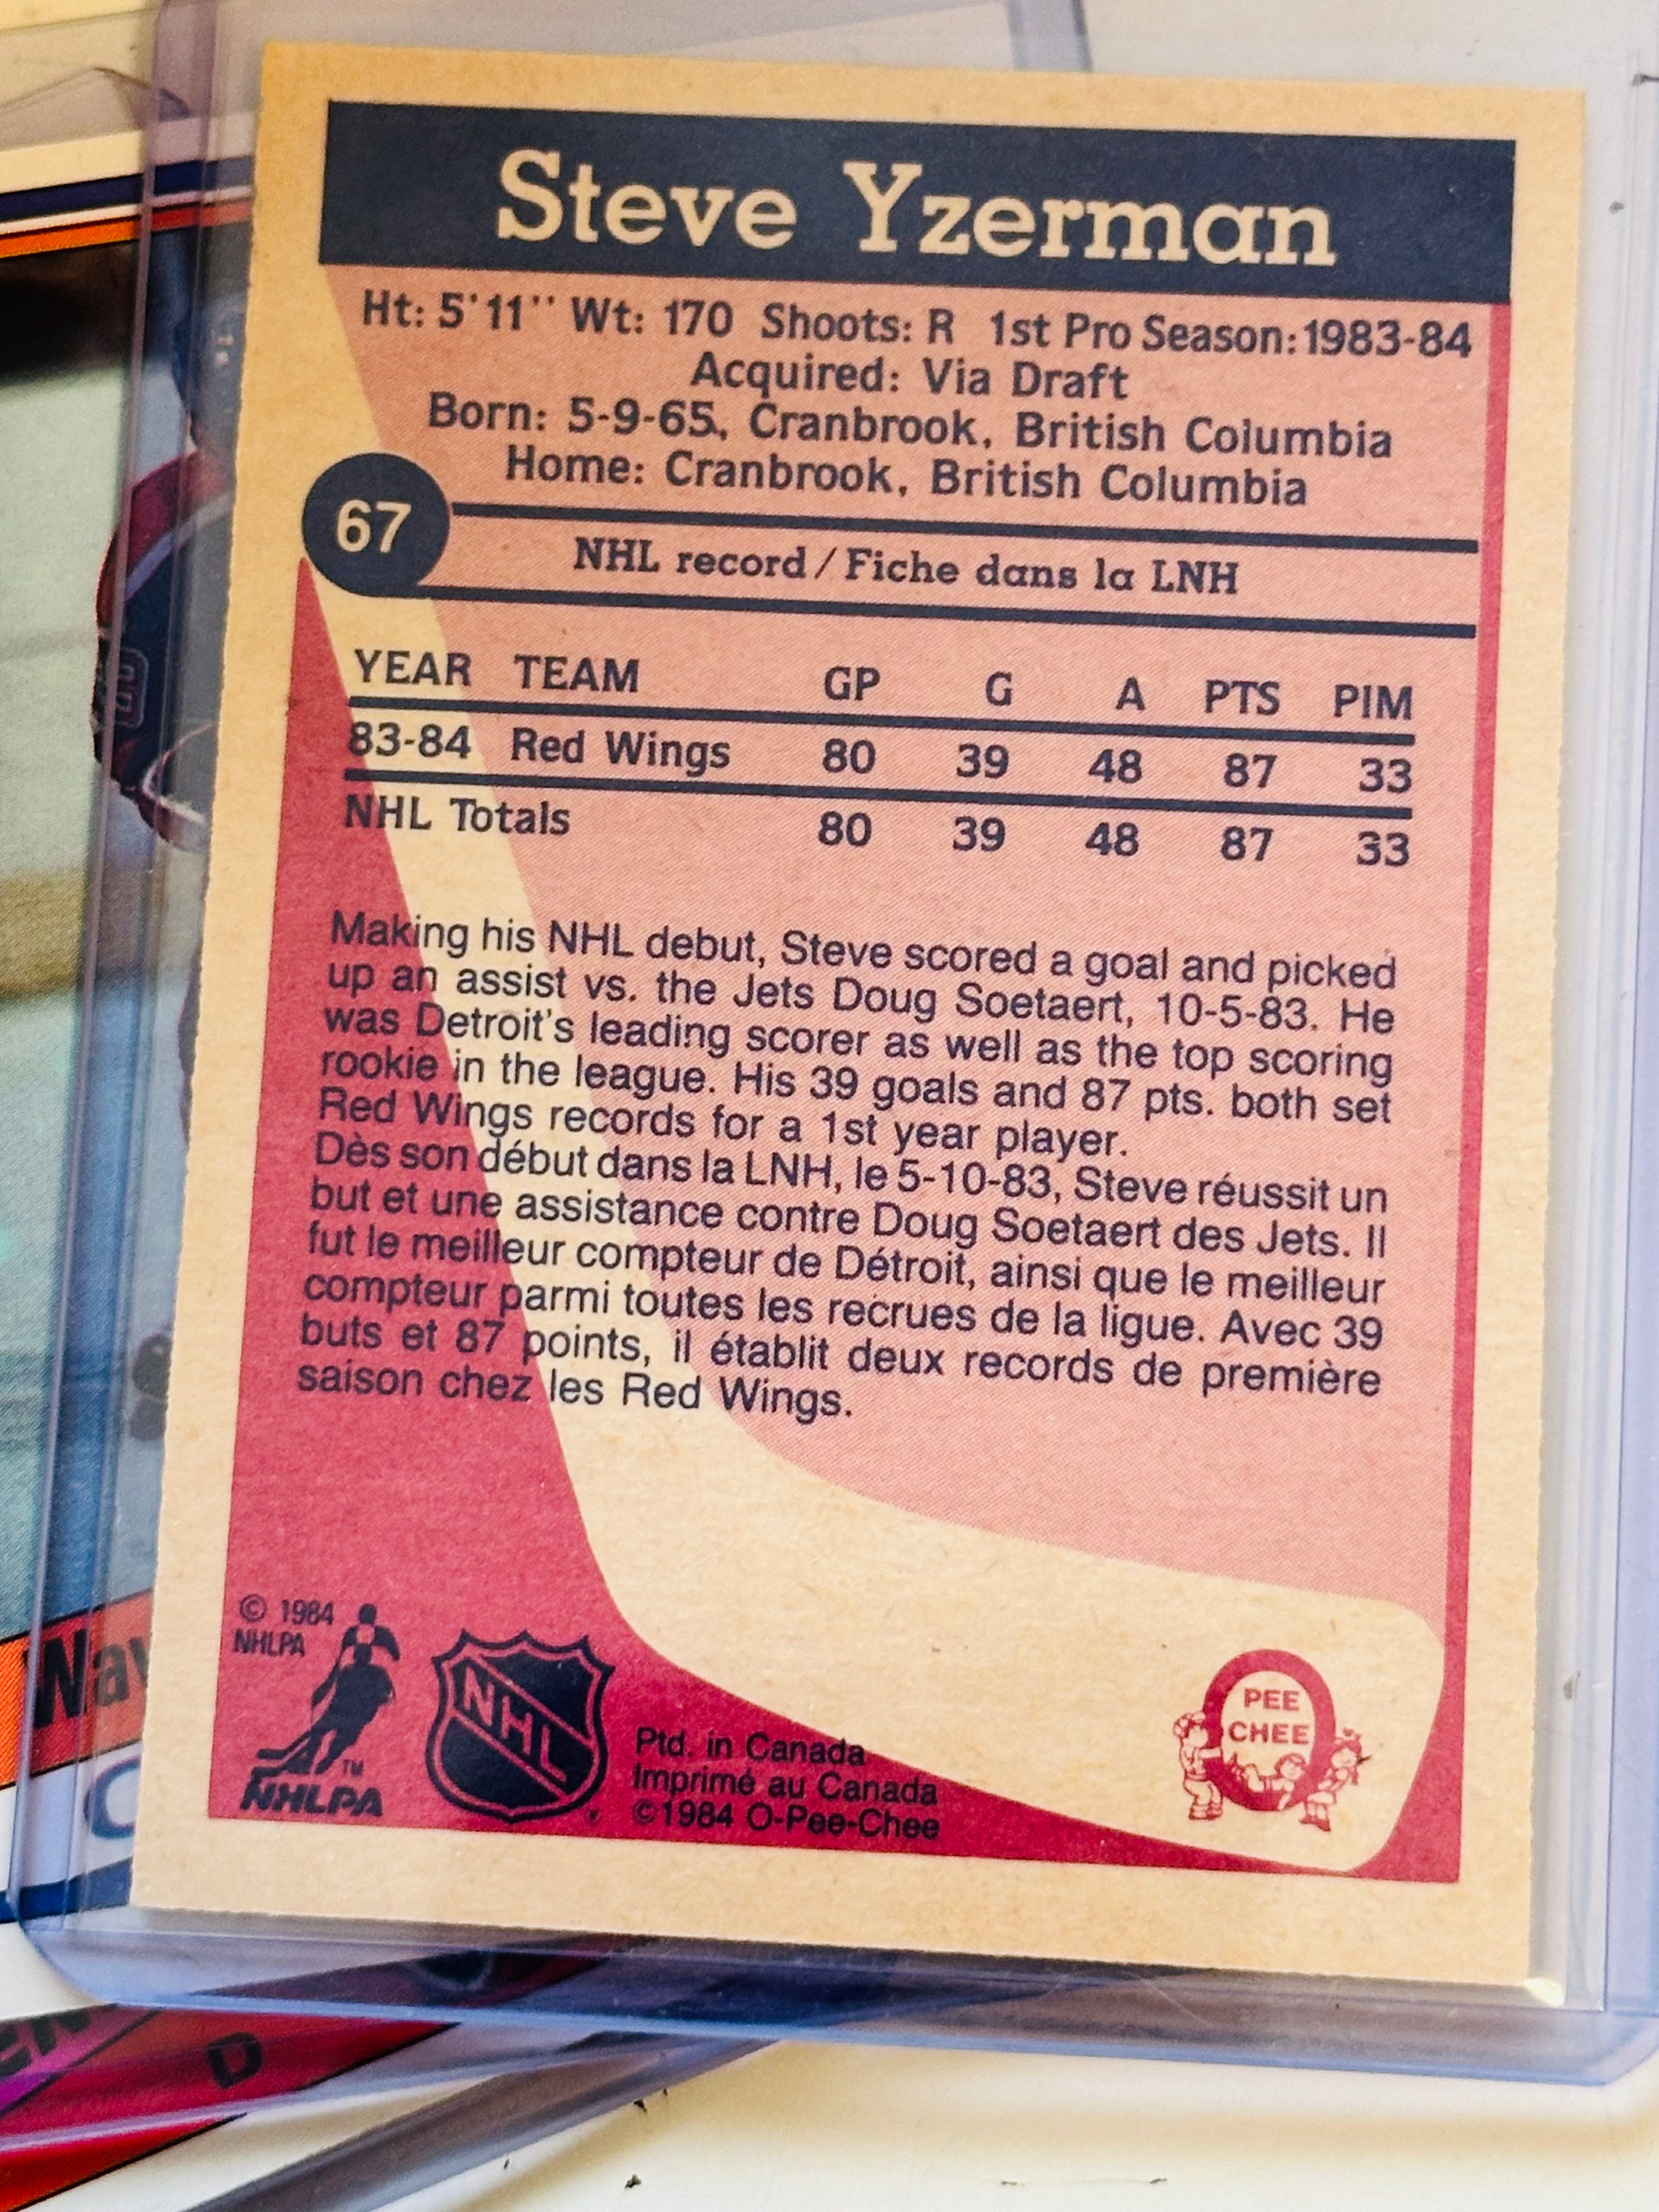 Steve Yzerman
Ht: 5'11'' Wt: 170 Shoots: R 1st Pro Season: 1983-84
Acquired: Via Draft
Born: 5-9-65, Cranbrook, British Columbia
Home: Cranbrook, British Columbia
67
NHL record / Fiche dans la LNH
YEAR TEAM GP G A PTS PIM
83-84 Red Wings 80 39 48 87 33
NHL Totals 80 39 48 87 33
Making his NHL debut, Steve scored a goal and picked
up an assist vs. the Jets Doug Soetaert, 10-5-83. He
was Detroit's leading scorer as well as the top scoring
rookie in the league. His 39 goals and 87 pts. both set
Red Wings records for a 1st year player.
Dès son début dans la LNH, le 5-10-83, Steve réussit un
but et une assistance contre Doug Soetaert des Jets. Il
fut le meilleur compteur de Détroit, ainsi que le meilleur
compteur parmi toutes les recrues de la ligue. Avec 39
buts et 87 points, il établit deux records de première
saison chez les Red Wings.
© 1984
NHLPA
TM
NHLPA
NHL
Ptd. in Canada
Imprimé au Canada
©1984 O-Pee-Chee
PEE
CHEE
D